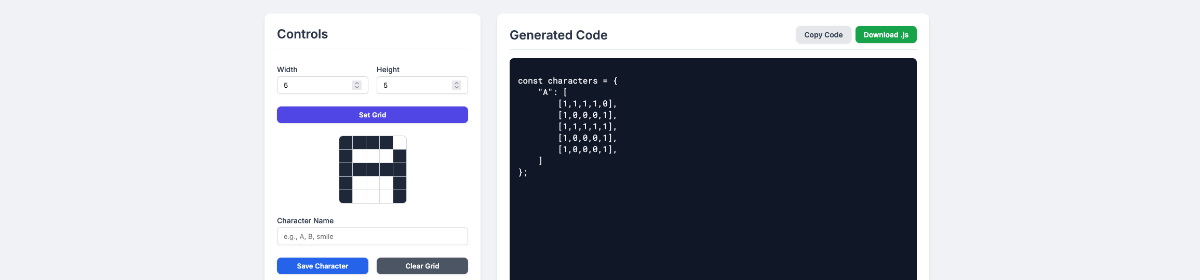 Controls
Width
Height
5
5
Set Grid
Character Name
e.g., A, B, smile
Save Character
Clear Grid
Generated Code
Copy Code
Download .js
const characters = {
    "A": [
        [1,1,1,1,0],
        [1,0,0,0,1],
        [1,1,1,1,1],
        [1,0,0,0,1],
        [1,0,0,0,1],
    ]
};